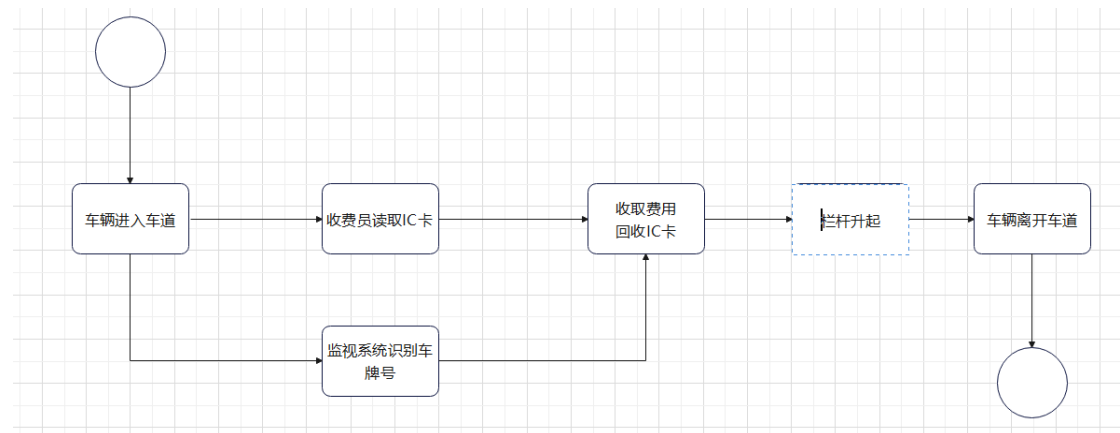 车辆进入车道
收费员读取IC卡
收取费用
回收IC卡
栏杆升起
车辆离开车道
监视系统识别车
牌号